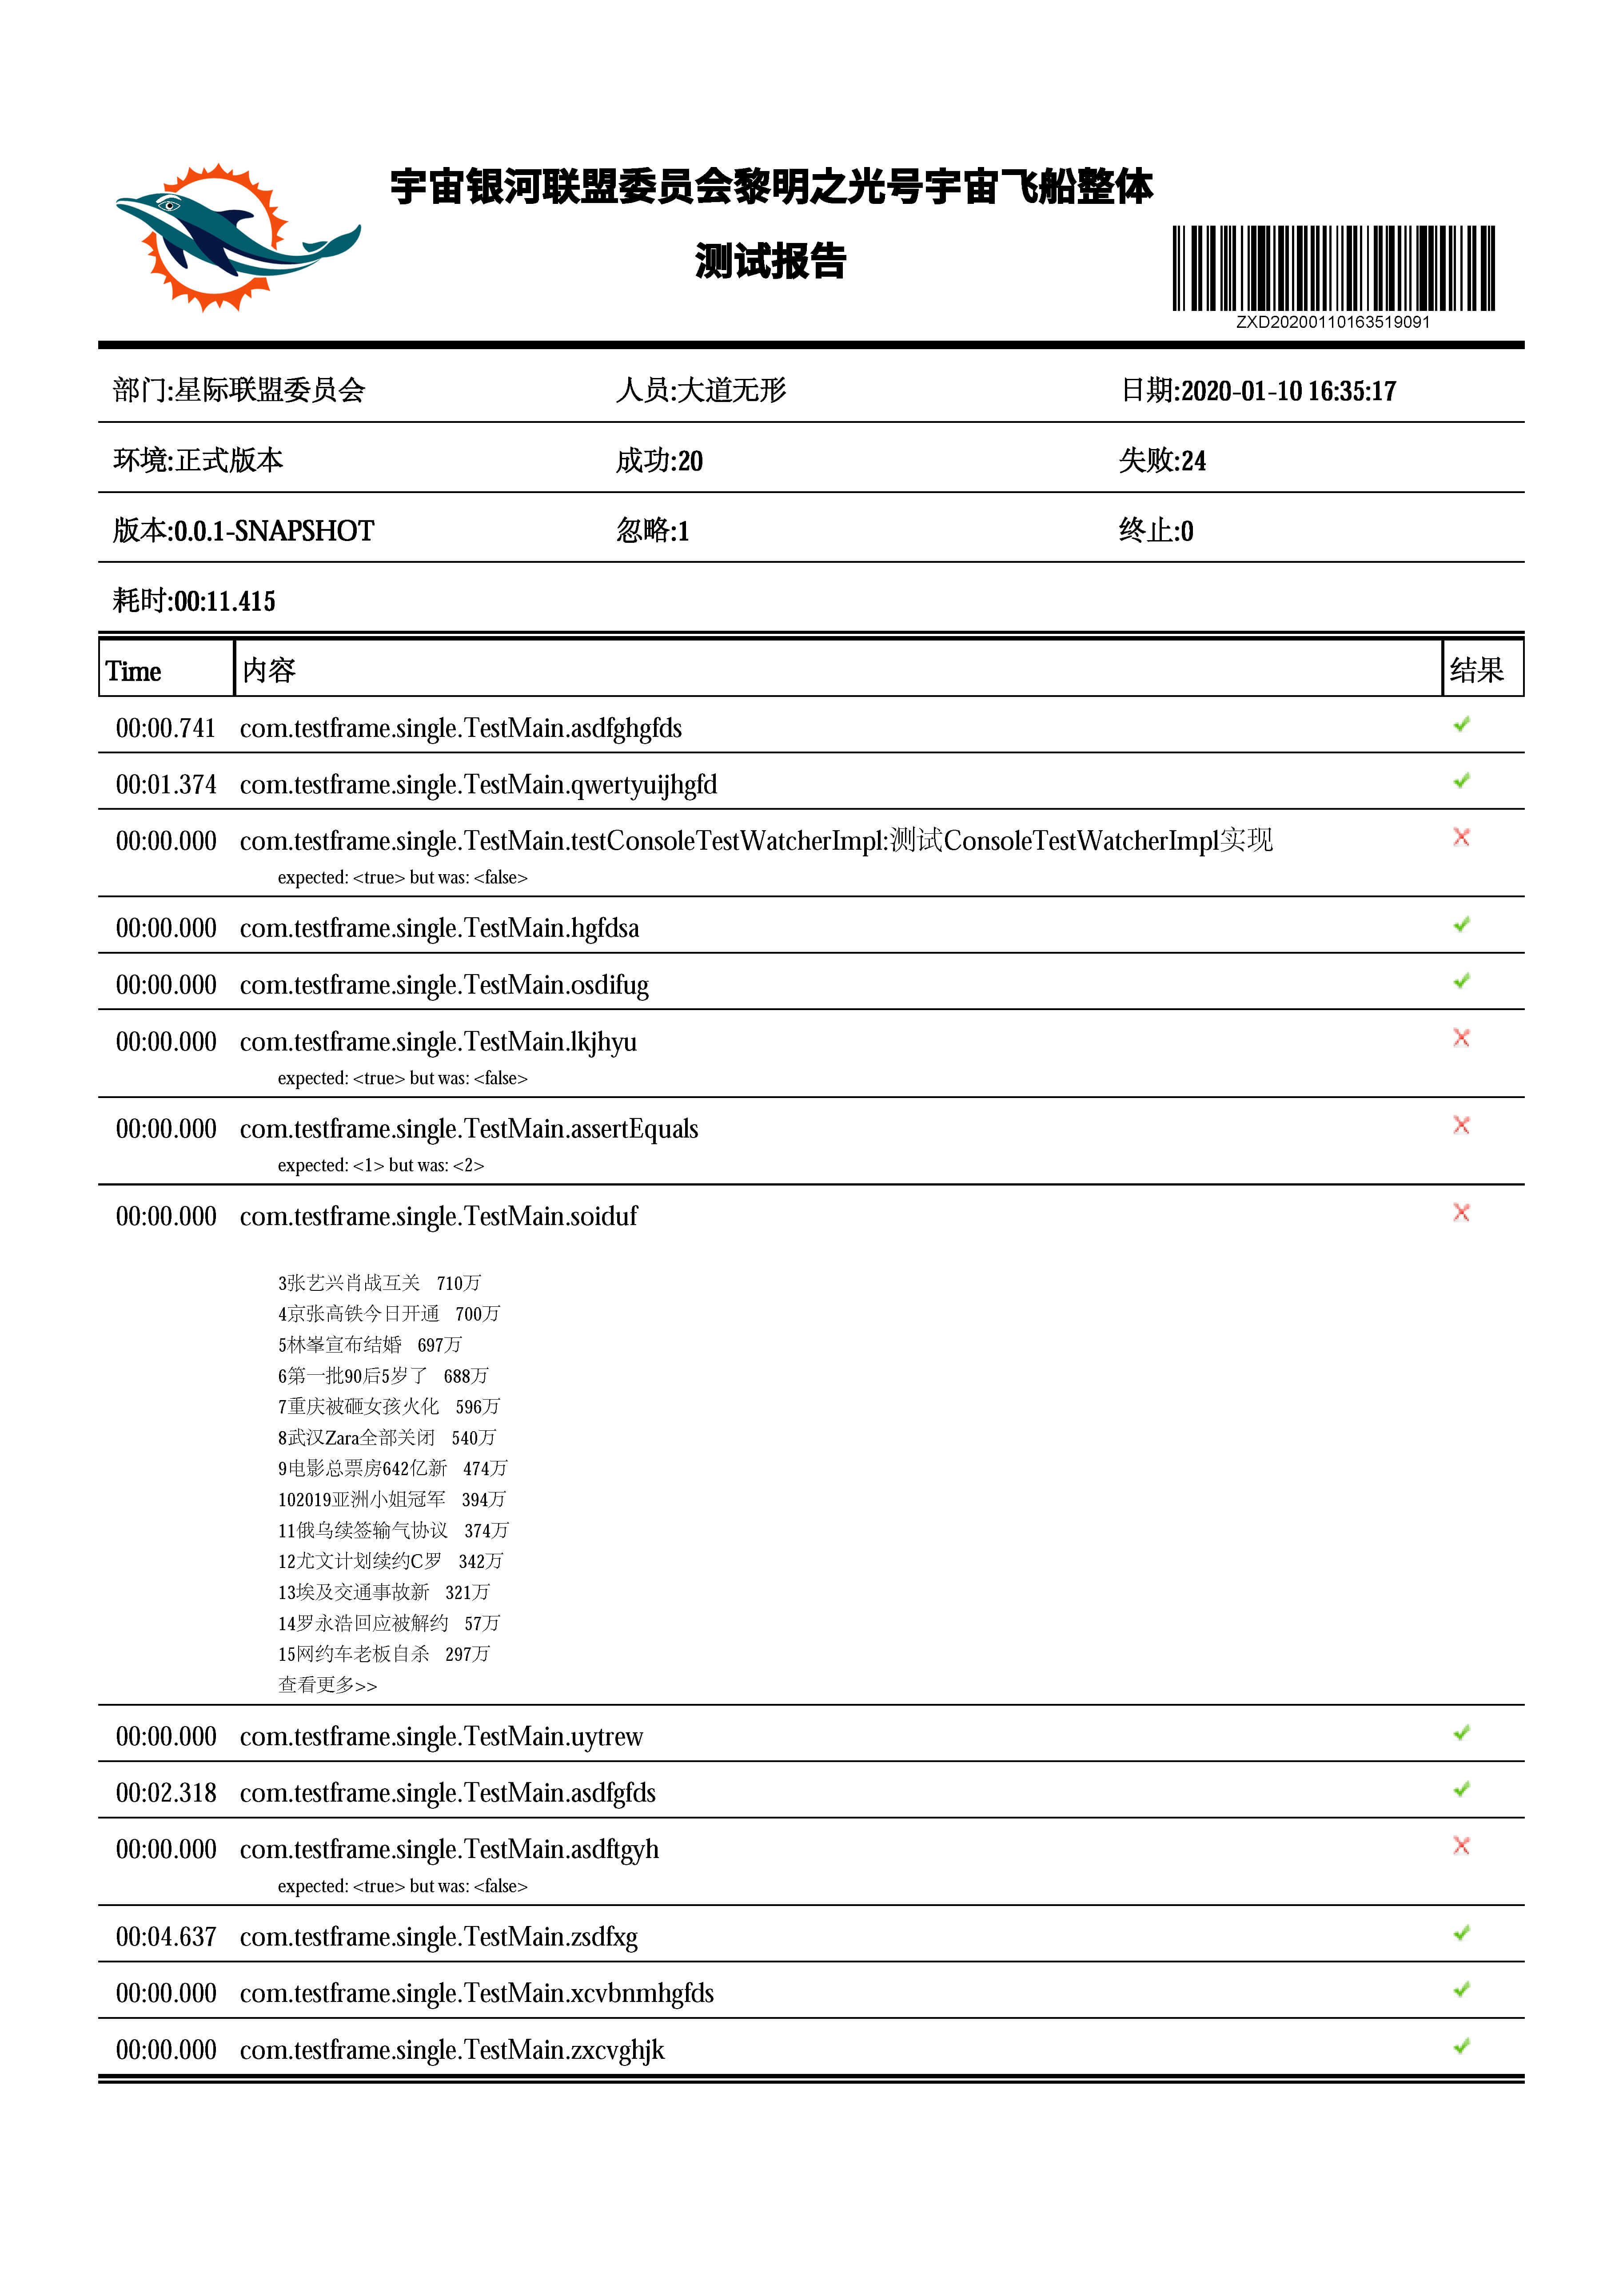 宇宙银河联盟委员会黎明之光号宇宙飞船整体
测试报告
ZXD20200110163519091
部门:星际联盟委员会 人员:大道无形 日期:2020-01-10 16:35:17
环境:正式版本 成功:20 失败:24
版本:0.0.1-SNAPSHOT 忽略:1 终止:0
耗时:00:11.415
Time 内容 结果
00:00.741 com.testframe.single.TestMain.asdfghgfds
00:01.374 com.testframe.single.TestMain.qwertyuijhgfd
00:00.000 com.testframe.single.TestMain.testConsoleTestWatcherImpl:测试ConsoleTestWatcherImpl实现
expected: <true> but was: <false>
00:00.000 com.testframe.single.TestMain.hgfdsa
00:00.000 com.testframe.single.TestMain.osdifug
00:00.000 com.testframe.single.TestMain.lkjhyu
expected: <true> but was: <false>
00:00.000 com.testframe.single.TestMain.assertEquals
expected: <1> but was: <2>
00:00.000 com.testframe.single.TestMain.soiduf
3张艺兴肖战互关 710万
4京张高铁今日开通 700万
5林峯宣布结婚 697万
6第一批90后5岁了 688万
7重庆被砸女孩火化 596万
8武汉Zara全部关闭 540万
9电影总票房642亿新 474万
102019亚洲小姐冠军 394万
11俄乌续签输气协议 374万
12尤文计划续约C罗 342万
13埃及交通事故新 321万
14罗永浩回应被解约 57万
15网约车老板自杀 297万
查看更多>>
00:00.000 com.testframe.single.TestMain.uytrew
00:02.318 com.testframe.single.TestMain.asdfgfds
00:00.000 com.testframe.single.TestMain.asdftgyh
expected: <true> but was: <false>
00:04.637 com.testframe.single.TestMain.zsdfxg
00:00.000 com.testframe.single.TestMain.xcvbnmhgfds
00:00.000 com.testframe.single.TestMain.zxcvghjk